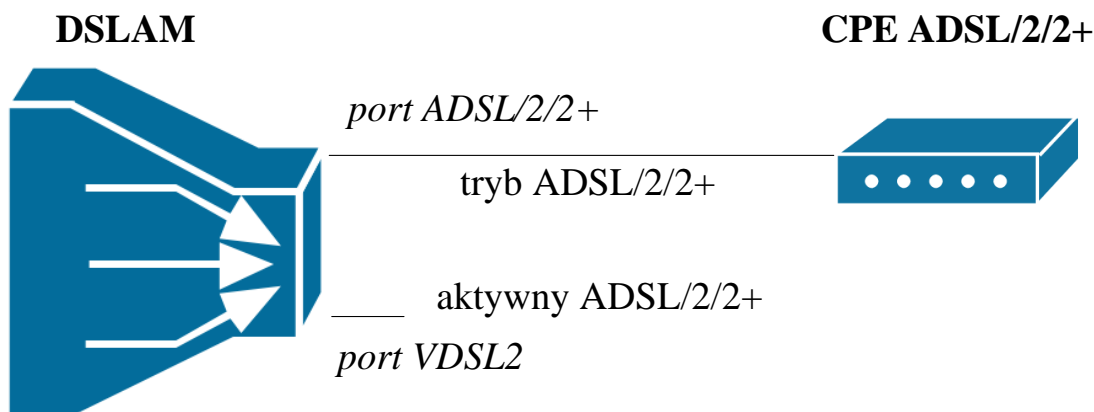 DSLAM
CPE ADSL/2/2+
port ADSL/2/2+
tryb ADSL/2/2+
aktywny ADSL/2/2+
port VDSL2